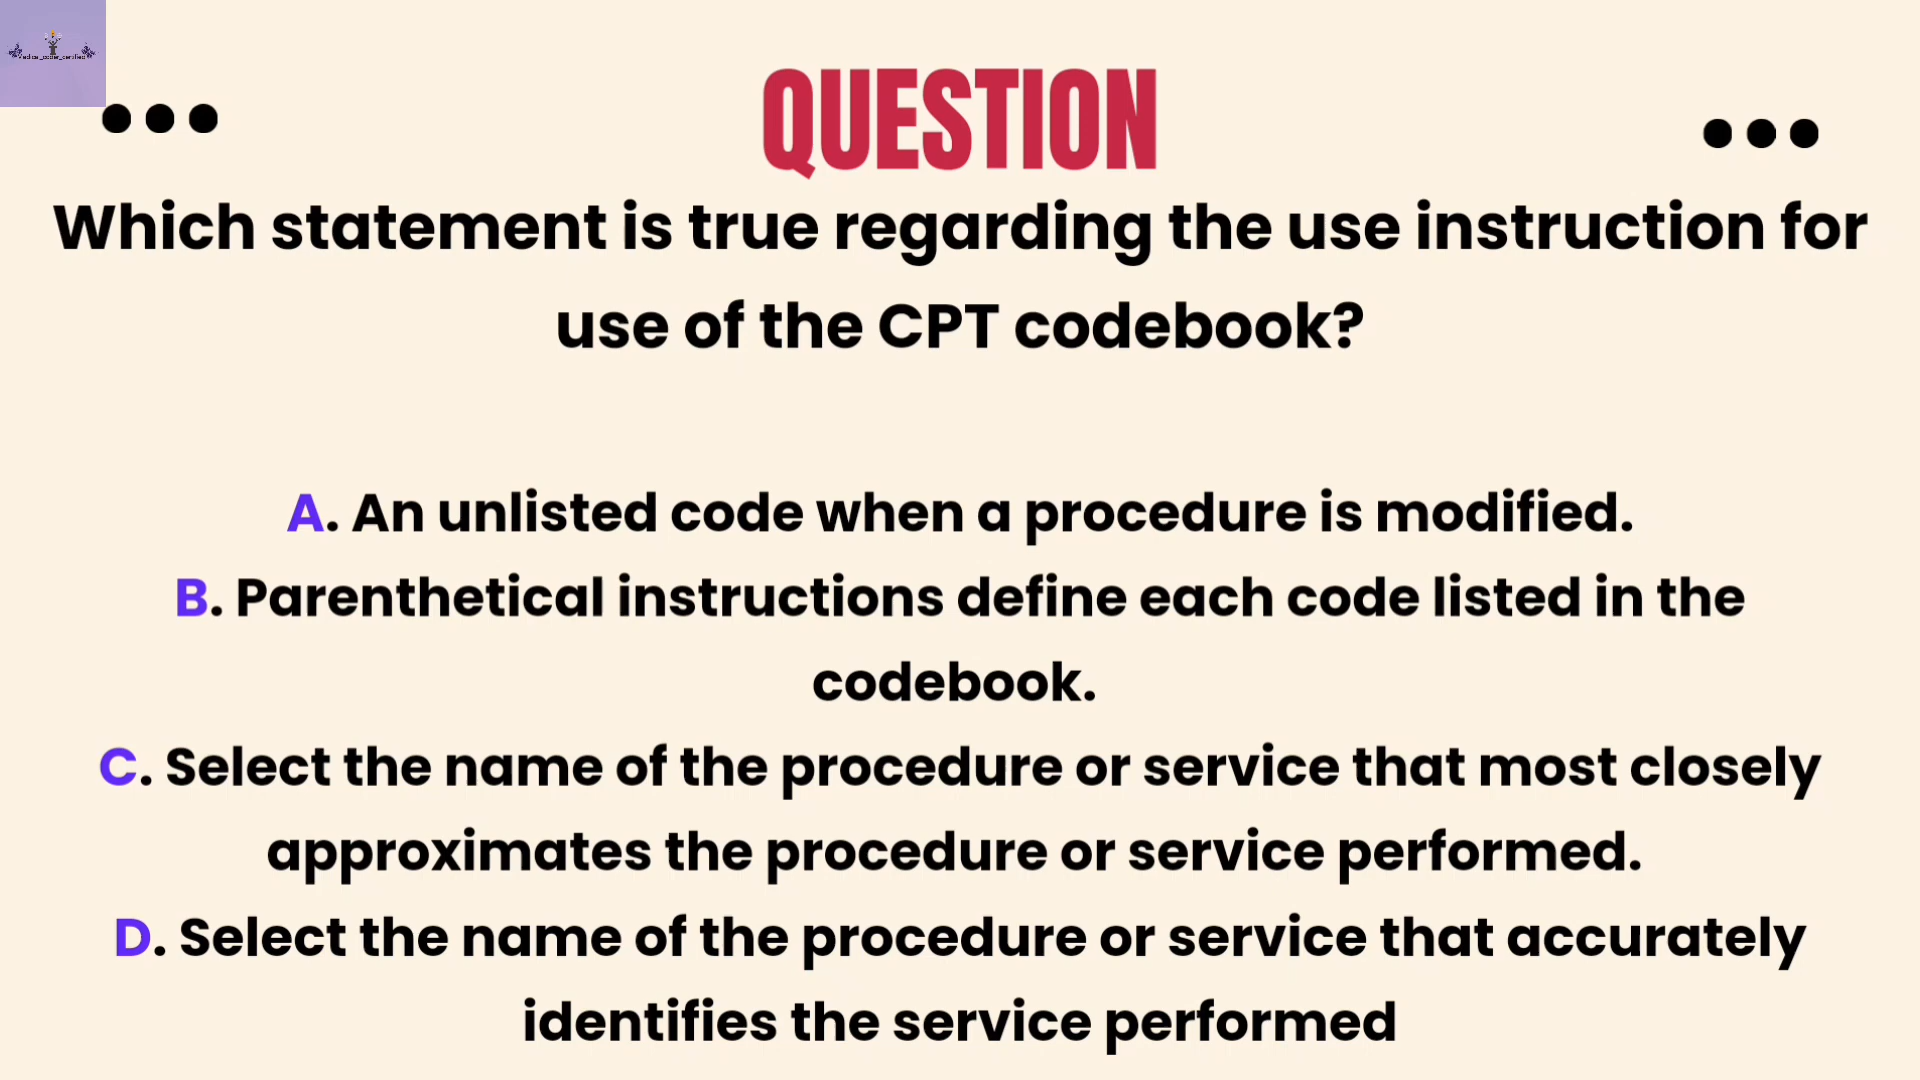 QUESTION
Which statement is true regarding the use instruction for
use of the CPT codebook?
A. An unlisted code when a procedure is modified.
B. Parenthetical instructions define each code listed in the
codebook.
C. Select the name of the procedure or service that most closely
approximates the procedure or service performed.
D. Select the name of the procedure or service that accurately
identifies the service performed